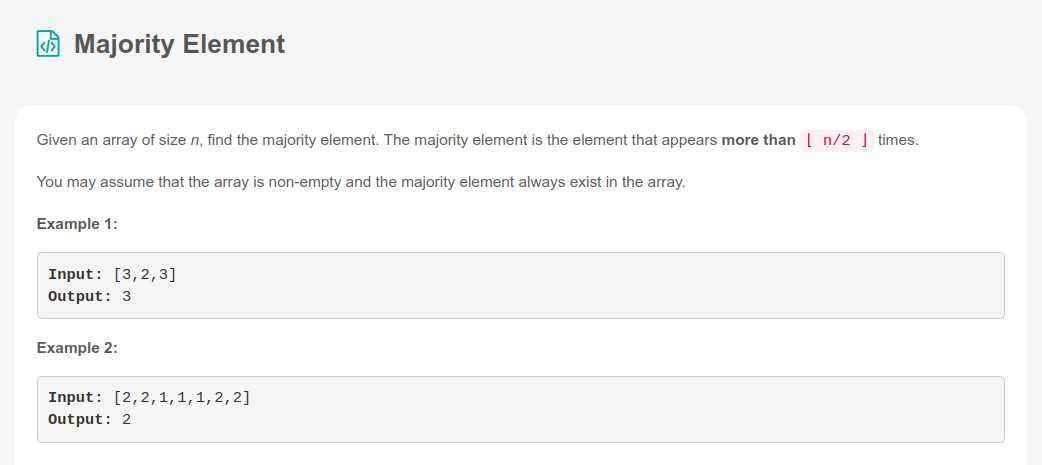 Majority Element
Given an array of size n, find the majority element. The majority element is the element that appears more than ⌊ n/2 ⌋ times.
You may assume that the array is non-empty and the majority element always exist in the array.
Example 1:
Input: [3,2,3]
Output: 3
Example 2:
Input: [2,2,1,1,1,2,2]
Output: 2